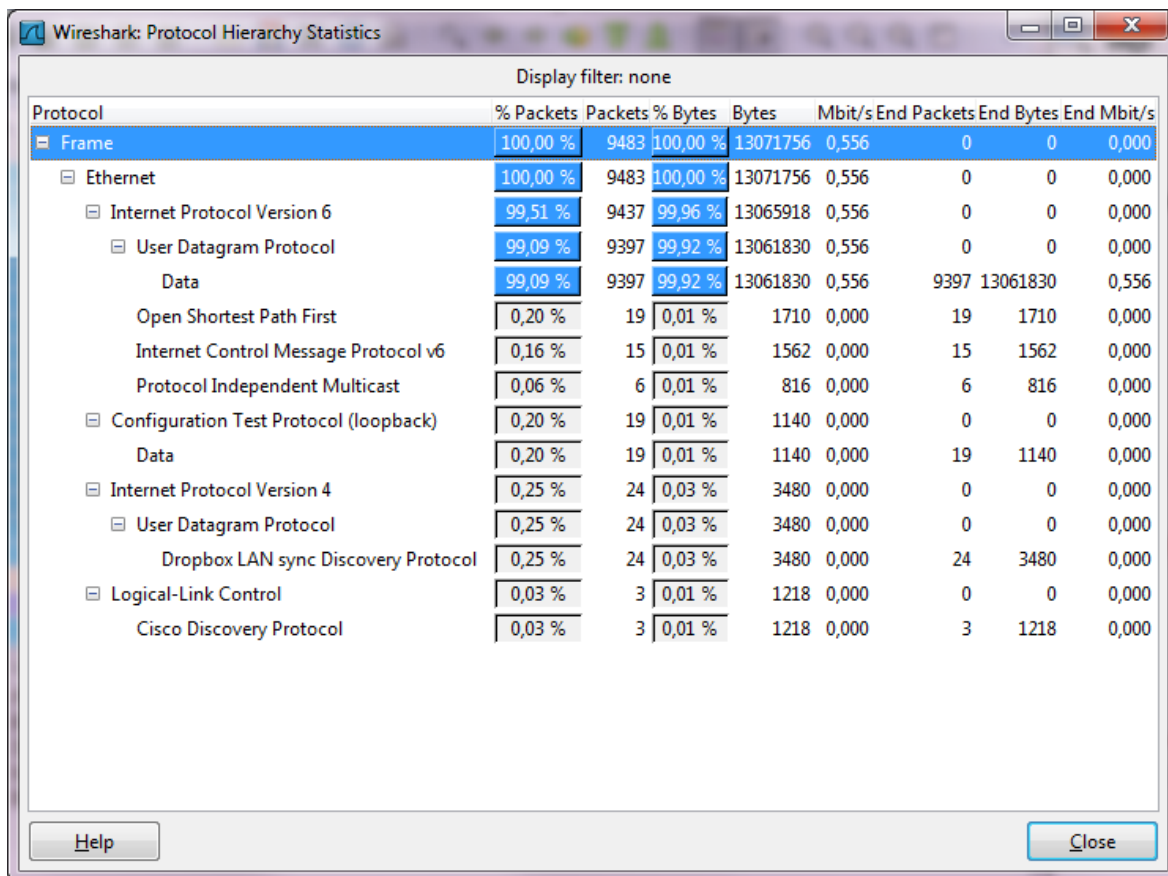 Wireshark: Protocol Hierarchy Statistics
Display filter: none
Protocol % Packets Packets % Bytes Bytes Mbit/s End Packets End Bytes End Mbit/s
Frame 100,00 % 9483 100,00 % 13071756 0,556 0 0 0,000
Ethernet 100,00 % 9483 100,00 % 13071756 0,556 0 0 0,000
Internet Protocol Version 6 99,51 % 9437 99,96 % 13065918 0,556 0 0 0,000
User Datagram Protocol 99,09 % 9397 99,92 % 13061830 0,556 0 0 0,000
Data 99,09 % 9397 99,92 % 13061830 0,556 9397 13061830 0,556
Open Shortest Path First 0,20 % 19 0,01 % 1710 0,000 19 1710 0,000
Internet Control Message Protocol v6 0,16 % 15 0,01 % 1562 0,000 15 1562 0,000
Protocol Independent Multicast 0,06 % 6 0,01 % 816 0,000 6 816 0,000
Configuration Test Protocol (loopback) 0,20 % 19 0,01 % 1140 0,000 0 0 0,000
Data 0,20 % 19 0,01 % 1140 0,000 19 1140 0,000
Internet Protocol Version 4 0,25 % 24 0,03 % 3480 0,000 0 0 0,000
User Datagram Protocol 0,25 % 24 0,03 % 3480 0,000 0 0 0,000
Dropbox LAN sync Discovery Protocol 0,25 % 24 0,03 % 3480 0,000 24 3480 0,000
Logical-Link Control 0,03 % 3 0,01 % 1218 0,000 0 0 0,000
Cisco Discovery Protocol 0,03 % 3 0,01 % 1218 0,000 3 1218 0,000
Help Close